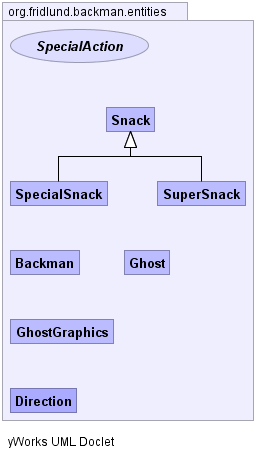 org.fridlund.backman.entities
SpecialAction
Snack
SpecialSnack
SuperSnack
Backman
Ghost
GhostGraphics
Direction
yWorks UML Doclet